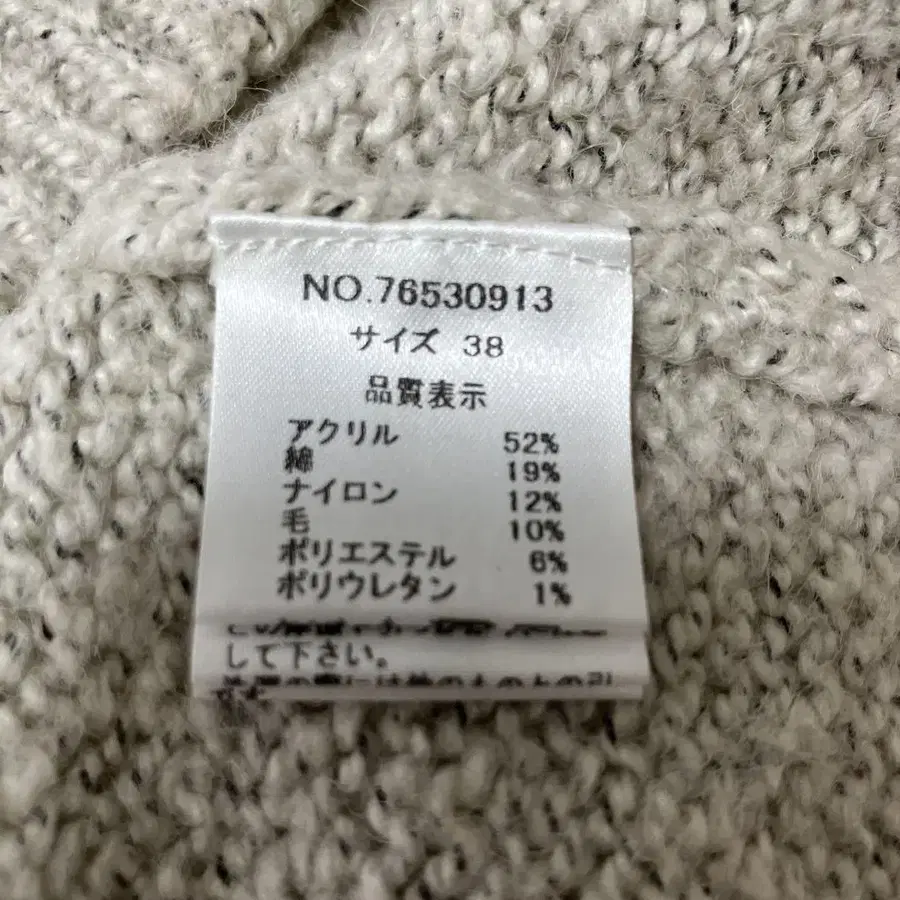 NO.76530913
サイズ 38
品質表示
アクリル 52%
綿 19%
ナイロン 12%
毛 10%
ポリエステル 6%
ポリウレタン 1%
して下さい。